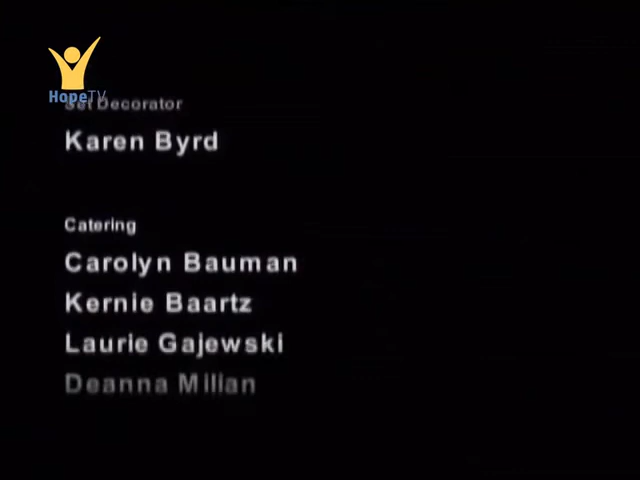 HopeTV
Set Decorator
Karen Byrd
Catering
Carolyn Bauman
Kernie Baartz
Laurie Gajewski
Deanna Milian